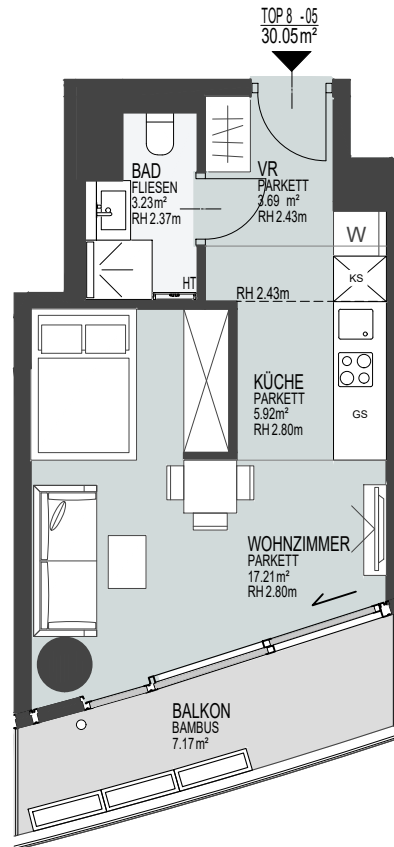 TOP 8 -05
30.05m²
BAD
FLIESEN
3.23m²
RH 2.37m
VR
PARKETT
3.69 m²
RH 2.43m
W
KS
HT
RH 2.43m
KÜCHE
PARKETT
5.92m²
RH 2.80m
GS
WOHNZIMMER
PARKETT
17.21m²
RH 2.80m
BALKON
BAMBUS
7.17m²